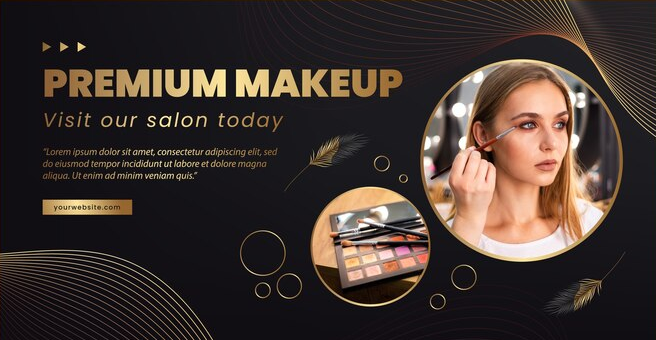 PREMIUM MAKEUP
Visit our salon today
“Lorem ipsum dolor sit amet, consectetur adipiscing elit, sed
do eiusmod tempor incididunt ut labore et dolore magna
aliqua. Ut enim ad minim veniam quis.”
yourwebsite.com